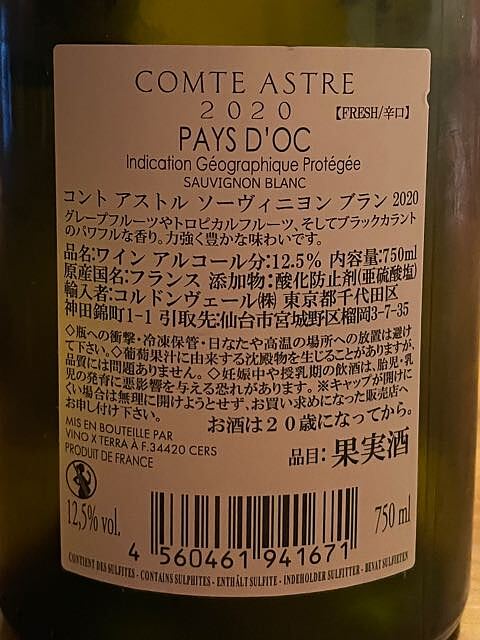 COMTE ASTRE
2020 【FRESH/辛口】
PAYS D'OC
Indication Géographique Protégée
SAUVIGNON BLANC
コント アストル ソーヴィニヨン ブラン 2020
グレープフルーツやトロピカルフルーツ、そしてブラックカラント
のパワフルな香り。力強く豊かな味わいです。
品名:ワイン アルコール分:12.5% 内容量:750ml
原産国名:フランス 添加物:酸化防止剤(亜硫酸塩)
輸入者:コルドンヴェール(株) 東京都千代田区
神田錦町1-1 引取先:仙台市宮城野区榴岡3-7-35
◇瓶への衝撃・冷凍保管・日なたや高温の場所への放置は避け
て下さい。◇葡萄果汁に由来する沈殿物を生じることがありますが、
品質には問題ありません。◇妊娠中や授乳期の飲酒は、胎児・乳
児の発育に悪影響を与える恐れがあります。※キャップが開けに
くい場合は無理に開けようとせず、お買い求めになった販売店へ
お申し付け下さい。
お酒は20歳になってから。
MIS EN BOUTEILLE PAR
VINO X TERRA À F.34420 CERS
PRODUIT DE FRANCE
品目:果実酒
12,5% vol.
750 ml
4 560461 941671
CONTIENT DES SULFITES - CONTAINS SULPHITES - ENTHÄLT SULFITE - INDEHOLDER SULFITTER - BEVAT SULFIETEN